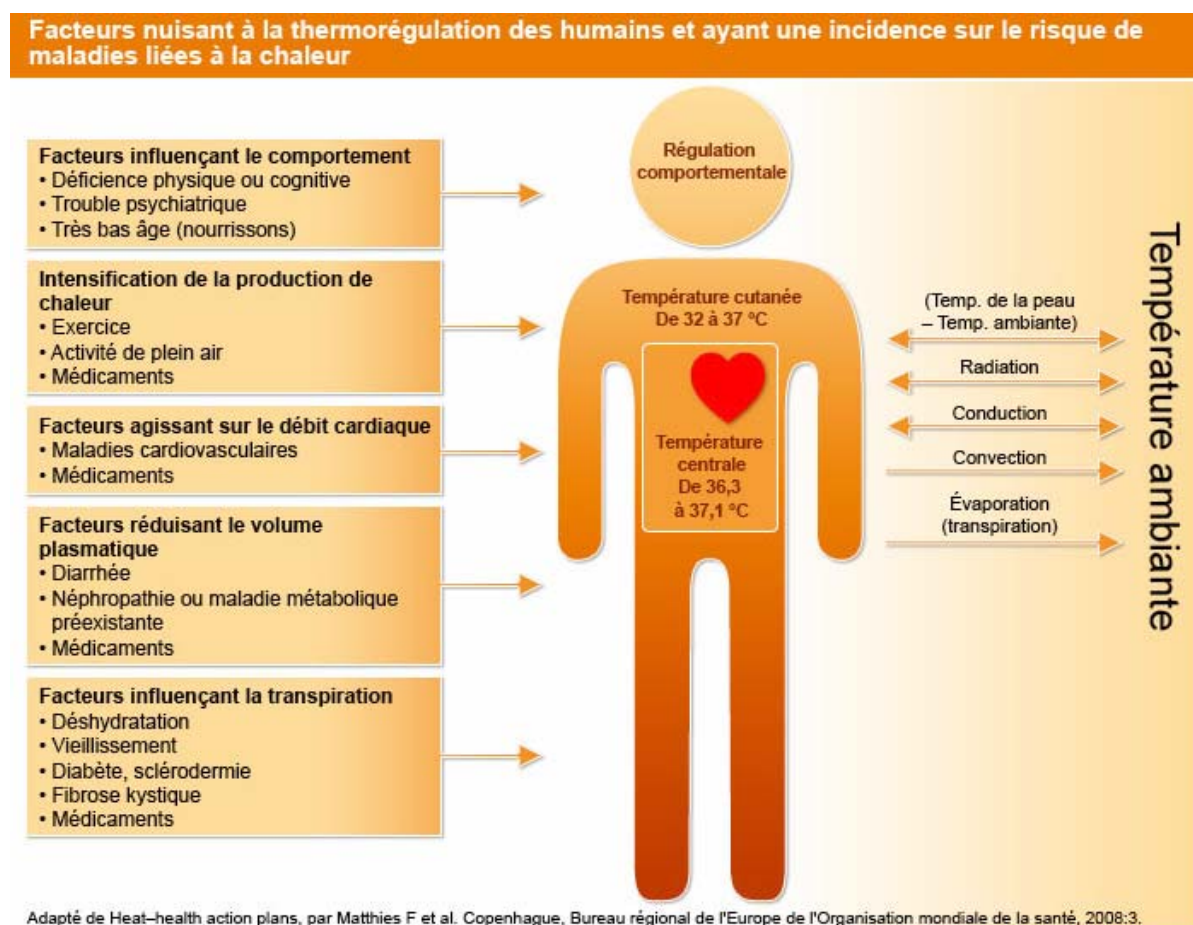 Facteurs nuisant à la thermorégulation des humains et ayant une incidence sur le risque de
maladies liées à la chaleur
Facteurs influençant le comportement
• Déficience physique ou cognitive
• Trouble psychiatrique
• Très bas âge (nourrissons)
Intensification de la production de
chaleur
• Exercice
• Activité de plein air
• Médicaments
Facteurs agissant sur le débit cardiaque
• Maladies cardiovasculaires
• Médicaments
Facteurs réduisant le volume
plasmatique
• Diarrhée
• Néphropathie ou maladie métabolique
préexistante
• Médicaments
Facteurs influençant la transpiration
• Déshydratation
• Vieillissement
• Diabète, sclérodermie
• Fibrose kystique
• Médicaments
Régulation
comportementale
Température cutanée
De 32 à 37 °C
Température
centrale
De 36,3
à 37,1 °C
(Temp. de la peau
– Temp. ambiante)
Radiation
Conduction
Convection
Évaporation
(transpiration)
Température ambiante
Adapté de Heat–health action plans, par Matthies F et al. Copenhague, Bureau régional de l'Europe de l'Organisation mondiale de la santé, 2008:3.